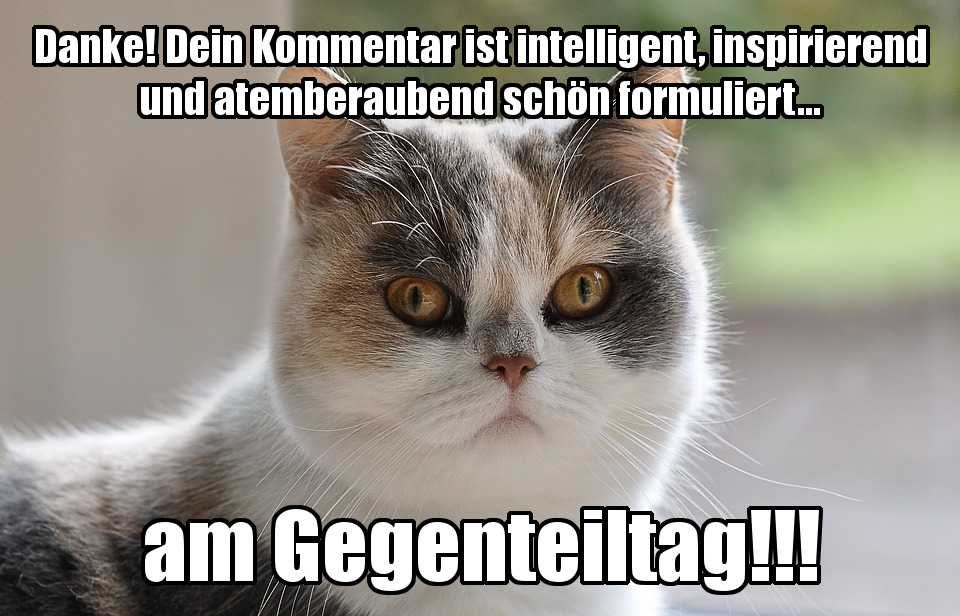 Danke! Dein Kommentar ist intelligent, inspirierend
und atemberaubend schön formuliert...
am Gegenteiltag!!!